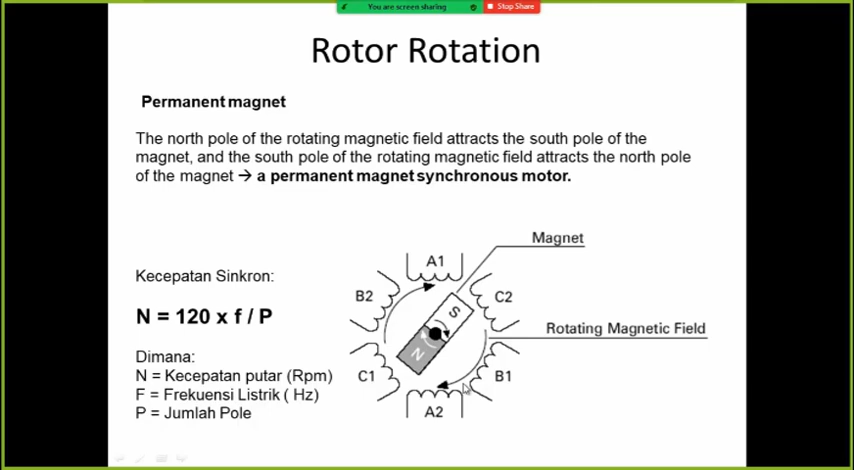 You are screen sharing
Stop Share
Rotor Rotation
Permanent magnet
The north pole of the rotating magnetic field attracts the south pole of the
magnet, and the south pole of the rotating magnetic field attracts the north pole
of the magnet → a permanent magnet synchronous motor.
Magnet
A1
B2
C2
S
Kecepatan Sinkron:
N = 120 x f / P
Rotating Magnetic Field
N
Dimana:
N = Kecepatan putar (Rpm)
F = Frekuensi Listrik ( Hz)
P = Jumlah Pole
C1
B1
A2